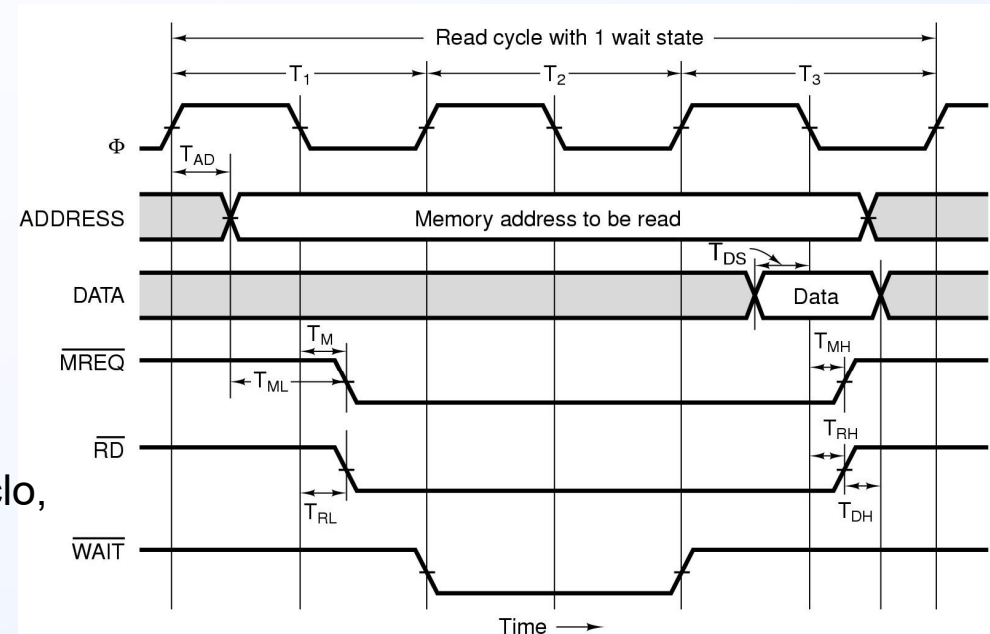 Read cycle with 1 wait state
T1 T2 T3
Φ
TAD
ADDRESS Memory address to be read
TDS
DATA Data
MREQ TM TMH
TML
RD TRH
clo,
TRL TDH
WAIT
Time